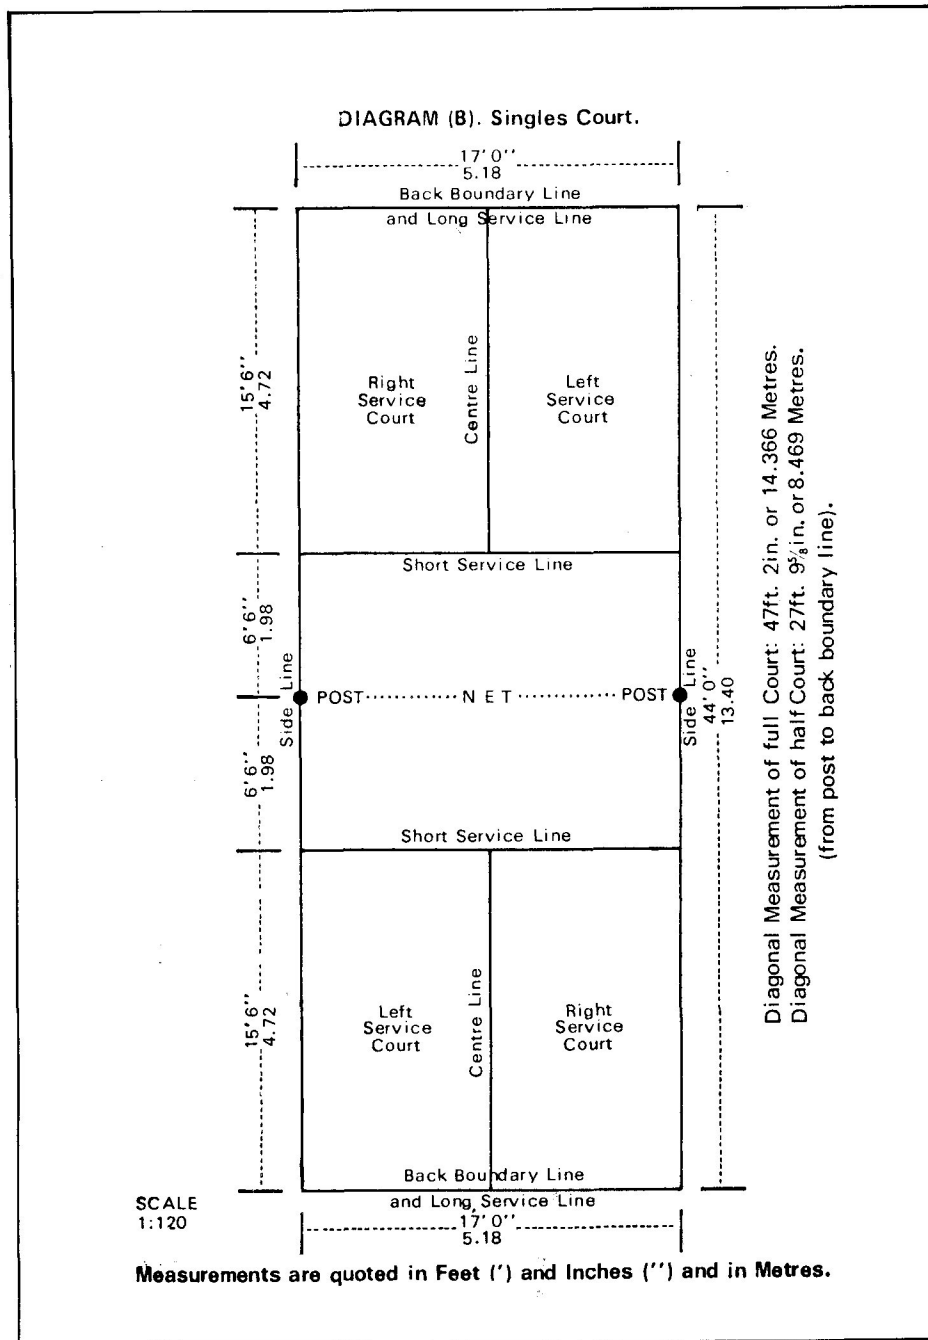 DIAGRAM (B). Singles Court.
17'0''
5.18
Back Boundary Line
and Long Service Line
15'6''
4.72
Right
Service
Court
Centre Line
Left
Service
Court
Short Service Line
6'6''
1.98
Side Line
POST NET POST
Side Line
44'0''
13.40
6'6''
1.98
Short Service Line
15'6''
4.72
Left
Service
Court
Centre Line
Right
Service
Court
Back Boundary Line
and Long Service Line
17'0''
5.18
SCALE
1:120
Diagonal Measurement of full Court: 47ft. 2in. or 14.366 Metres.
Diagonal Measurement of half Court: 27ft. 9⅝in. or 8.469 Metres.
(from post to back boundary line).
Measurements are quoted in Feet (') and Inches ('') and in Metres.